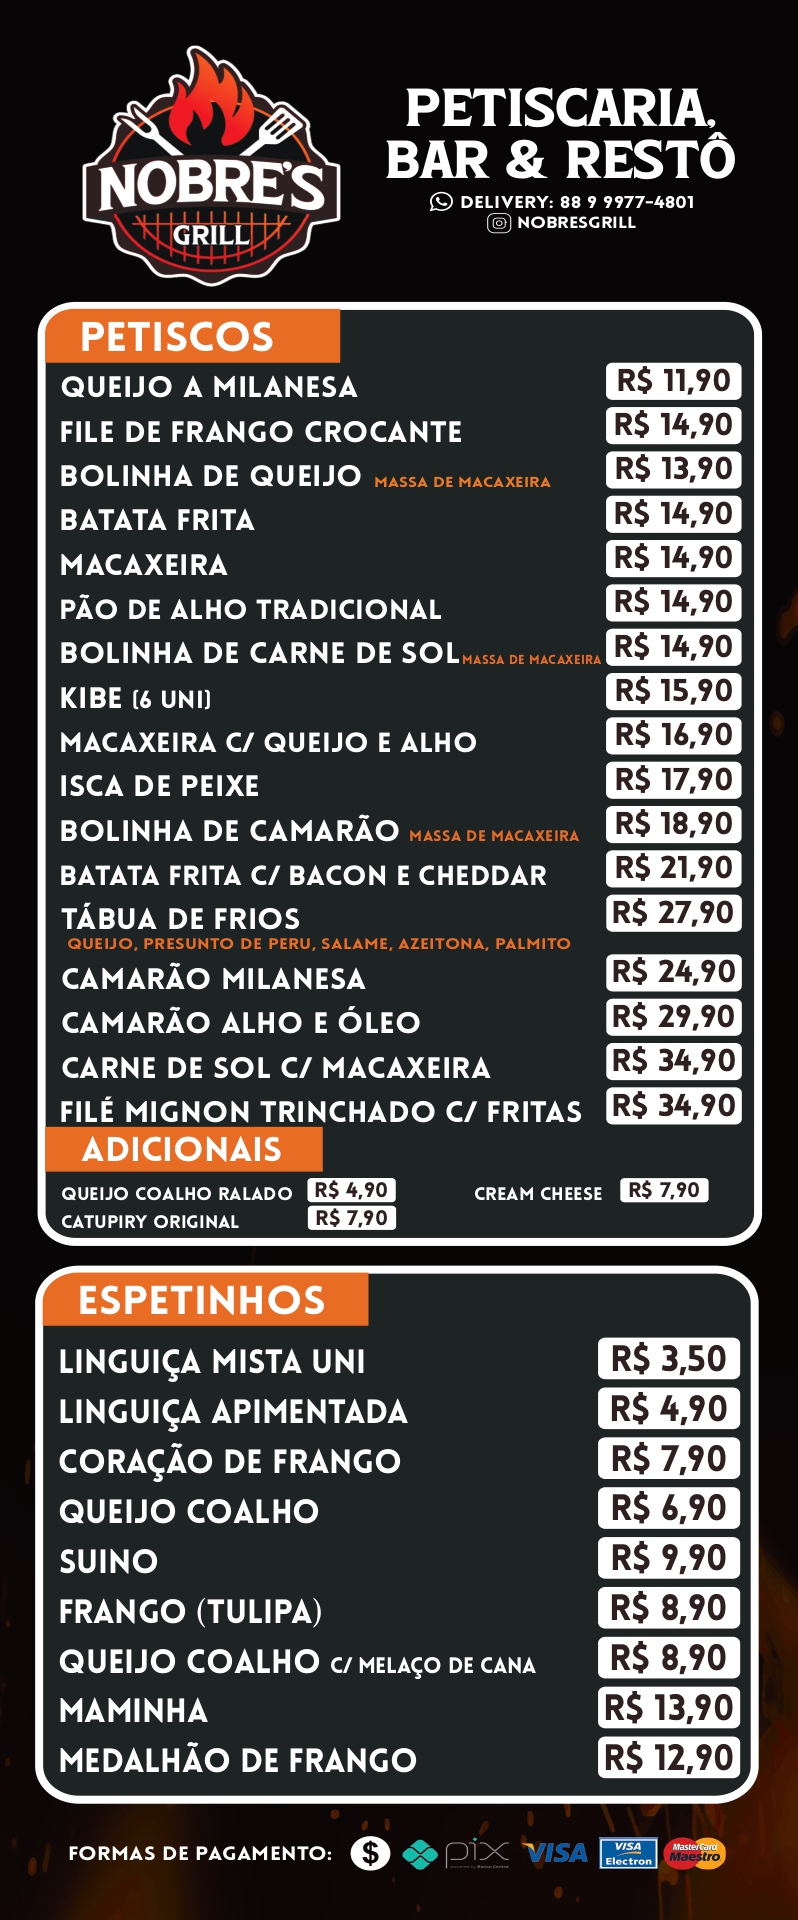 NOBRE'S
GRILL
PETISCARIA,
BAR & RESTÔ
DELIVERY: 88 9 9977-4801
NOBRESGRILL
PETISCOS
QUEIJO A MILANESA R$ 11,90
FILE DE FRANGO CROCANTE R$ 14,90
BOLINHA DE QUEIJO MASSA DE MACAXEIRA R$ 13,90
BATATA FRITA R$ 14,90
MACAXEIRA R$ 14,90
PÃO DE ALHO TRADICIONAL R$ 14,90
BOLINHA DE CARNE DE SOL MASSA DE MACAXEIRA R$ 14,90
KIBE (6 UNI) R$ 15,90
MACAXEIRA C/ QUEIJO E ALHO R$ 16,90
ISCA DE PEIXE R$ 17,90
BOLINHA DE CAMARÃO MASSA DE MACAXEIRA R$ 18,90
BATATA FRITA C/ BACON E CHEDDAR R$ 21,90
TÁBUA DE FRIOS R$ 27,90
QUEIJO, PRESUNTO DE PERU, SALAME, AZEITONA, PALMITO
CAMARÃO MILANESA R$ 24,90
CAMARÃO ALHO E ÓLEO R$ 29,90
CARNE DE SOL C/ MACAXEIRA R$ 34,90
FILÉ MIGNON TRINCHADO C/ FRITAS R$ 34,90
ADICIONAIS
QUEIJO COALHO RALADO R$ 4,90 CREAM CHEESE R$ 7,90
CATUPIRY ORIGINAL R$ 7,90
ESPETINHOS
LINGUIÇA MISTA UNI R$ 3,50
LINGUIÇA APIMENTADA R$ 4,90
CORAÇÃO DE FRANGO R$ 7,90
QUEIJO COALHO R$ 6,90
SUINO R$ 9,90
FRANGO (TULIPA) R$ 8,90
QUEIJO COALHO C/ MELAÇO DE CANA R$ 8,90
MAMINHA R$ 13,90
MEDALHÃO DE FRANGO R$ 12,90
FORMAS DE PAGAMENTO: $ pix VISA VISA Electron MasterCard Maestro
powered by Banco Central